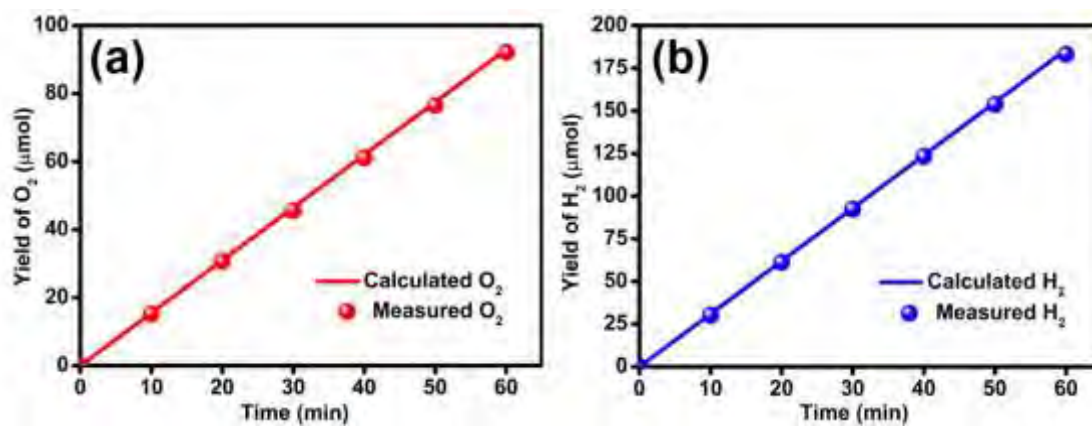 (a)
100
80
60
40
20
0
Yield of O₂ (μmol)
Calculated O₂
Measured O₂
0 10 20 30 40 50 60
Time (min)
(b)
200
175
150
125
100
75
50
25
0
Yield of H₂ (μmol)
Calculated H₂
Measured H₂
0 10 20 30 40 50 60
Time (min)